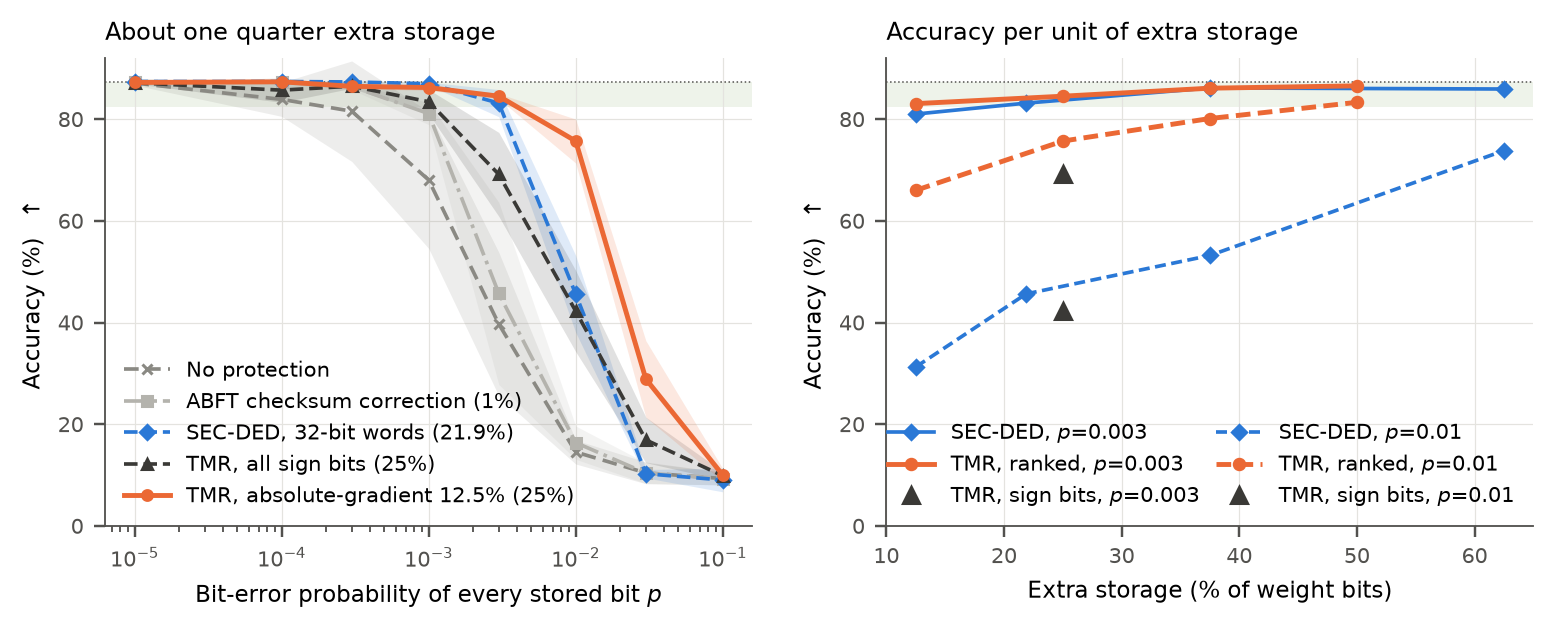 About one quarter extra storage
Accuracy (%) ↑
80
60
40
20
0
No protection
ABFT checksum correction (1%)
SEC-DED, 32-bit words (21.9%)
TMR, all sign bits (25%)
TMR, absolute-gradient 12.5% (25%)
10⁻⁵ 10⁻⁴ 10⁻³ 10⁻² 10⁻¹
Bit-error probability of every stored bit p
Accuracy per unit of extra storage
Accuracy (%) ↑
80
60
40
20
0
SEC-DED, p=0.003 SEC-DED, p=0.01
TMR, ranked, p=0.003 TMR, ranked, p=0.01
TMR, sign bits, p=0.003 TMR, sign bits, p=0.01
10 20 30 40 50 60
Extra storage (% of weight bits)